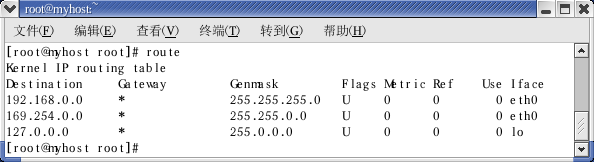 root@myhost:~
文件(F) 编辑(E) 查看(V) 终端(T) 转到(G) 帮助(H)
[root@myhost root]# route
Kernel IP routing table
Destination Gateway Genmask Flags Metric Ref Use Iface
192.168.0.0 * 255.255.255.0 U 0 0 0 eth0
169.254.0.0 * 255.255.0.0 U 0 0 0 eth0
127.0.0.0 * 255.0.0.0 U 0 0 0 lo
[root@myhost root]#